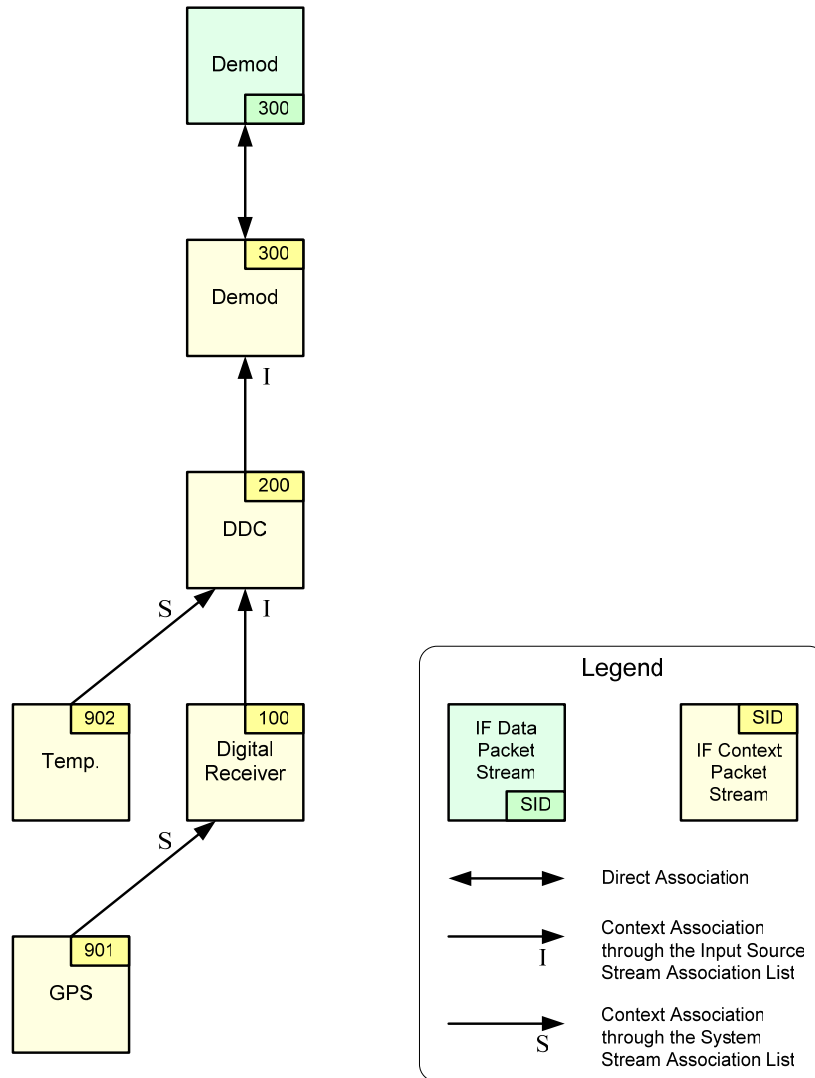 Demod
300
300
Demod
I
200
DDC
S
I
902
Temp.
100
Digital
Receiver
S
901
GPS
Legend
IF Data
Packet
Stream
SID
SID
IF Context
Packet
Stream
Direct Association
Context Association
through the Input Source
Stream Association List
I
Context Association
through the System
Stream Association List
S